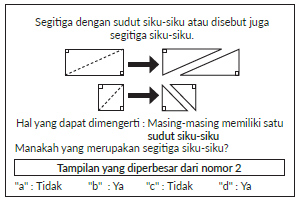 Segitiga dengan sudut siku-siku atau disebut juga
segitiga siku-siku.
Hal yang dapat dimengerti : Masing-masing memiliki satu
sudut siku-siku
Manakah yang merupakan segitiga siku-siku?
Tampilan yang diperbesar dari nomor 2
"a" : Tidak "b" : Ya "c" : Tidak "d" : Ya